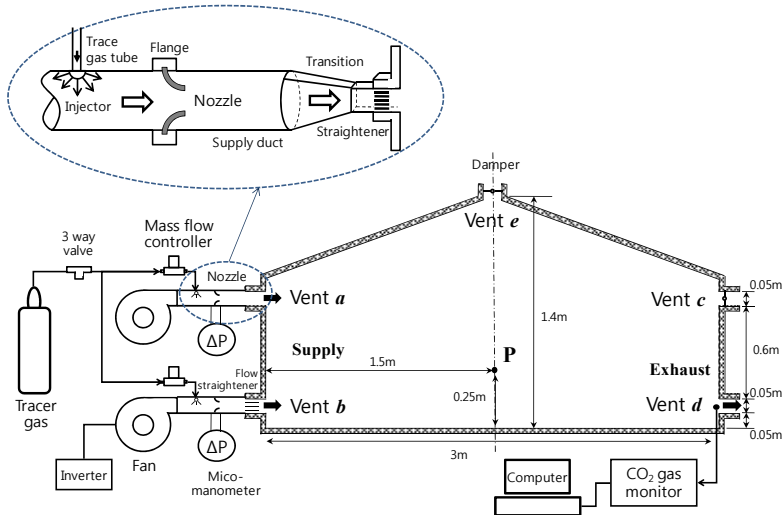 Trace
gas tube
Flange
Transition
Injector
Nozzle
Straightener
Supply duct
Damper
Vent e
Mass flow
controller
3 way
valve
Nozzle
Vent a
Vent c
0.05m
ΔP
1.4m
0.6m
Supply
1.5m
P
Exhaust
Flow
straightener
0.25m
0.05m
Vent b
Vent d
Tracer
gas
ΔP
0.05m
3m
Fan
Inverter
Mico-
manometer
Computer
CO₂ gas
monitor